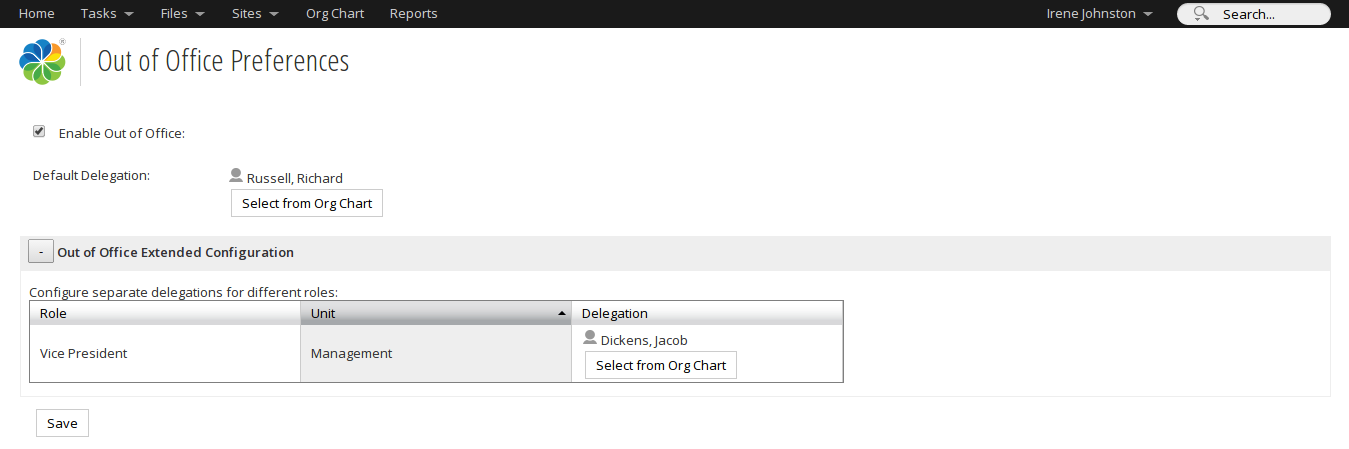 Home Tasks Files Sites Org Chart Reports Irene Johnston Search...
® Out of Office Preferences
Enable Out of Office:
Default Delegation: Russell, Richard
Select from Org Chart
- Out of Office Extended Configuration
Configure separate delegations for different roles:
Role Unit Delegation
Vice President Management Dickens, Jacob
Select from Org Chart
Save